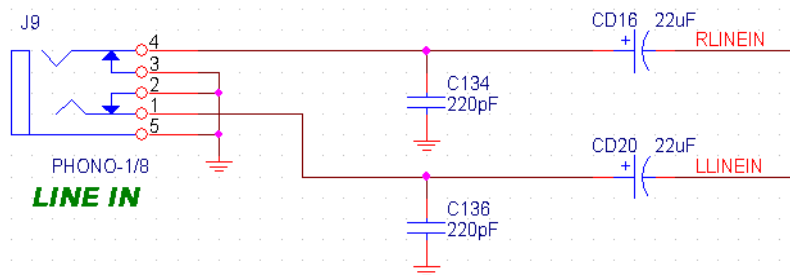 J9
4
3
2
1
5
PHONO-1/8
LINE IN
C134
220pF
C136
220pF
CD16 22uF
+
RLINEIN
CD20 22uF
+
LLINEIN